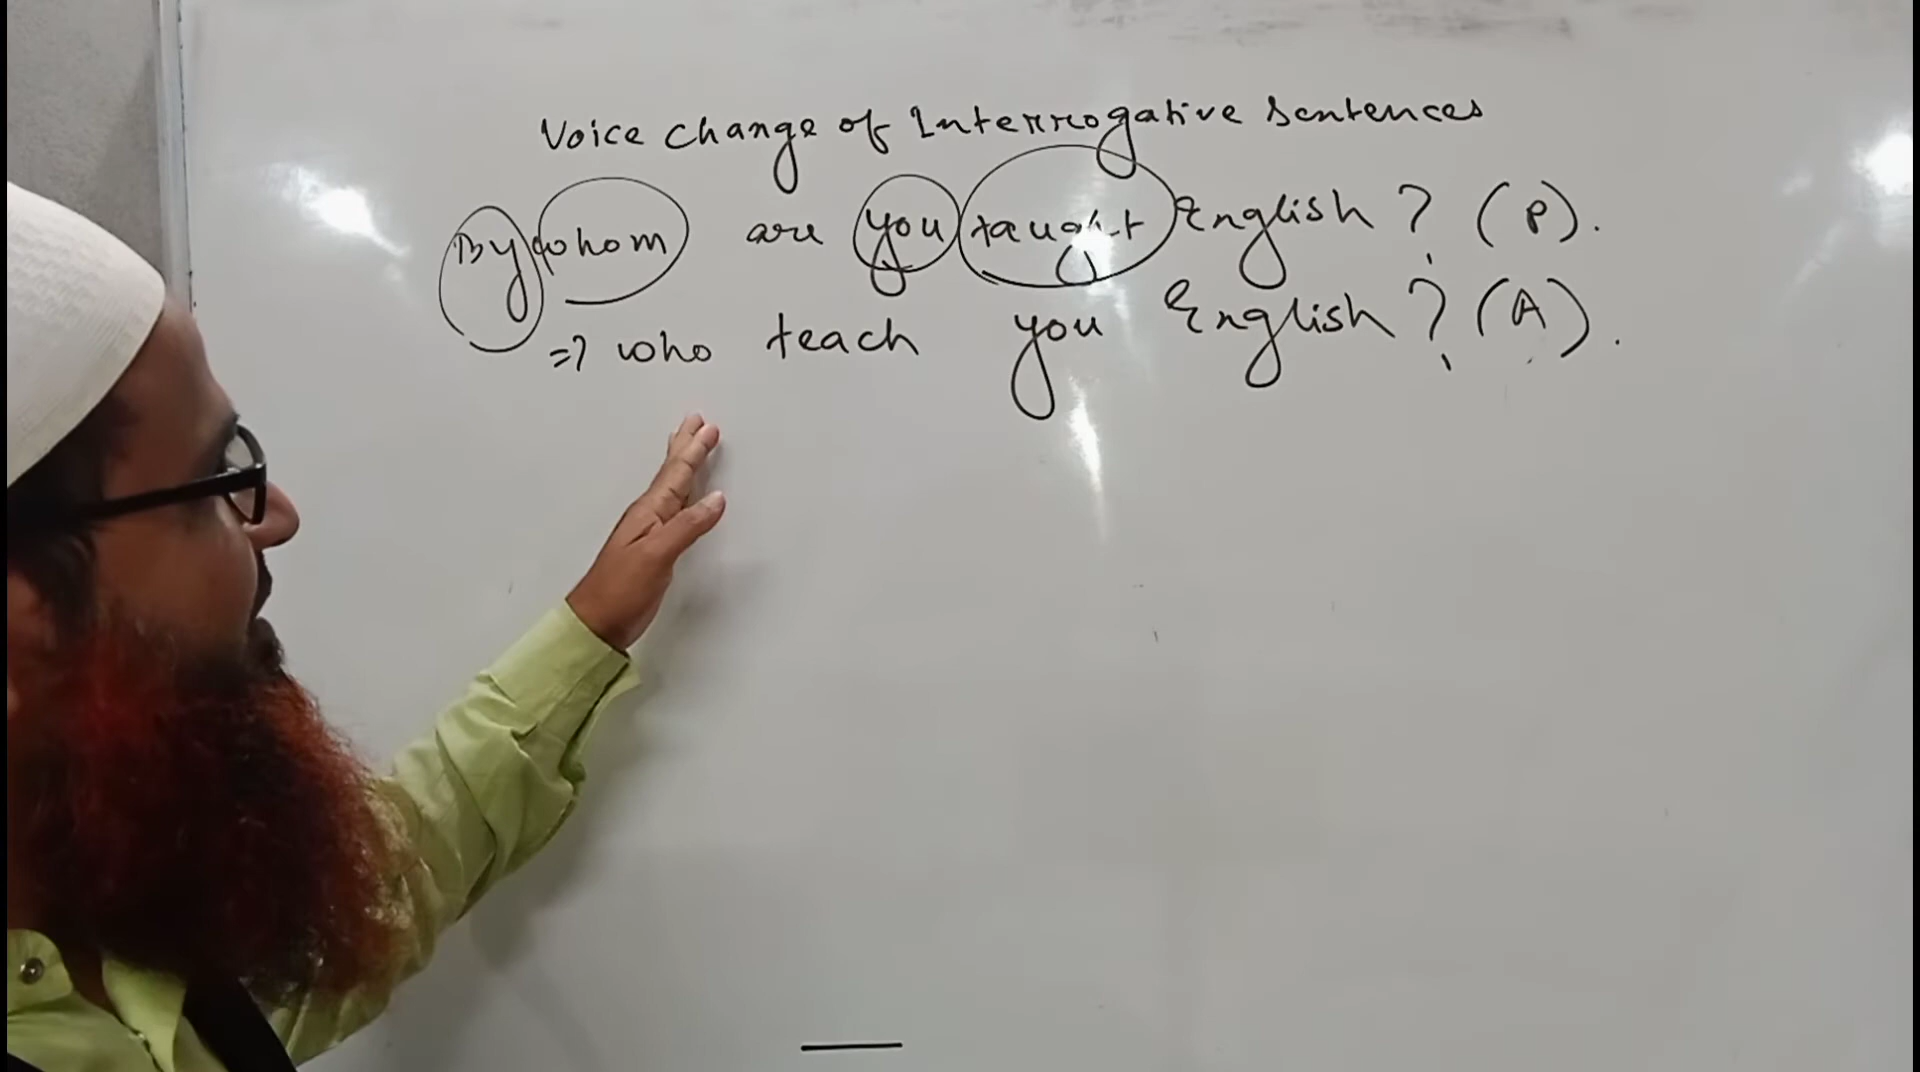 Voice change of Interrogative Sentences
By whom are you taught English? (P).
=> who teach you English? (A).